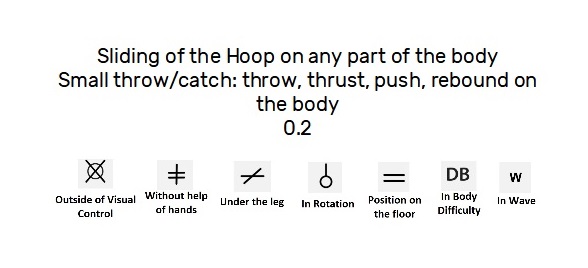 Sliding of the Hoop on any part of the body
Small throw/catch: throw, thrust, push, rebound on
the body
0.2
DB
W
Outside of Visual
Control
Without help
of hands
Under the leg
In Rotation
Position on
the floor
In Body
Difficulty
In Wave